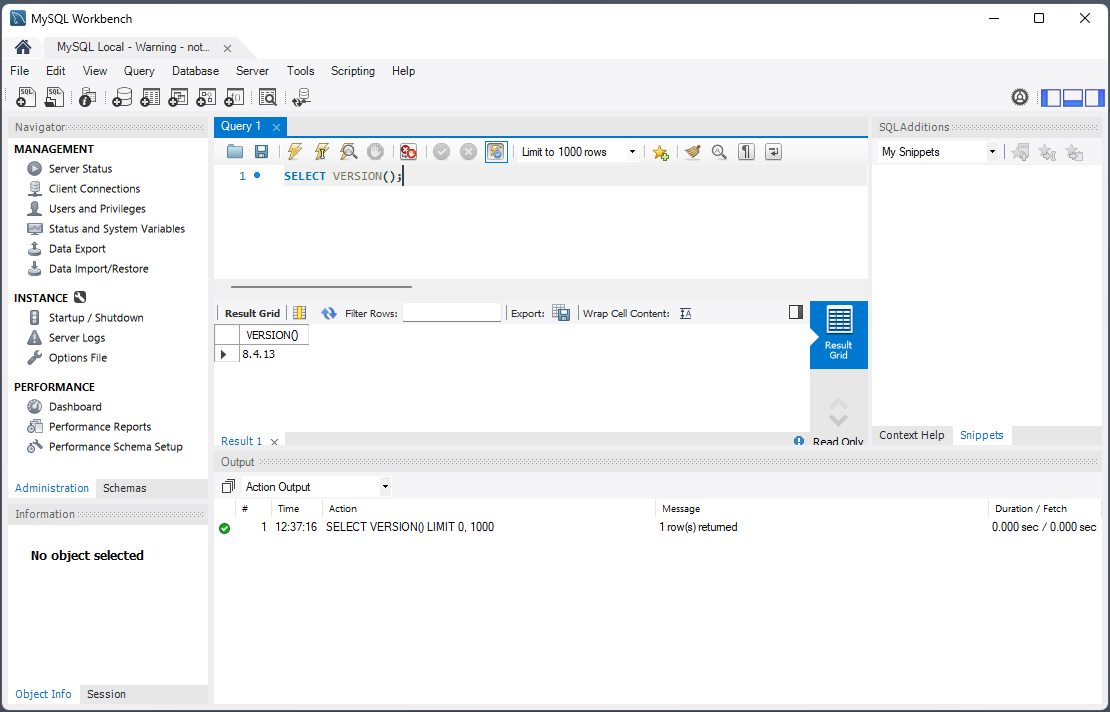 MySQL Workbench
MySQL Local - Warning - not...
File Edit View Query Database Server Tools Scripting Help
Navigator
MANAGEMENT
Server Status
Client Connections
Users and Privileges
Status and System Variables
Data Export
Data Import/Restore
INSTANCE
Startup / Shutdown
Server Logs
Options File
PERFORMANCE
Dashboard
Performance Reports
Performance Schema Setup
Administration Schemas
Information
No object selected
Object Info Session
Query 1
Limit to 1000 rows
1 SELECT VERSION();
Result Grid Filter Rows: Export: Wrap Cell Content:
VERSION()
8.4.13
Result
Grid
Result 1 Read Only
SQLAdditions
My Snippets
Context Help Snippets
Output
Action Output
# Time Action Message Duration / Fetch
1 12:37:16 SELECT VERSION() LIMIT 0, 1000 1 row(s) returned 0.000 sec / 0.000 sec